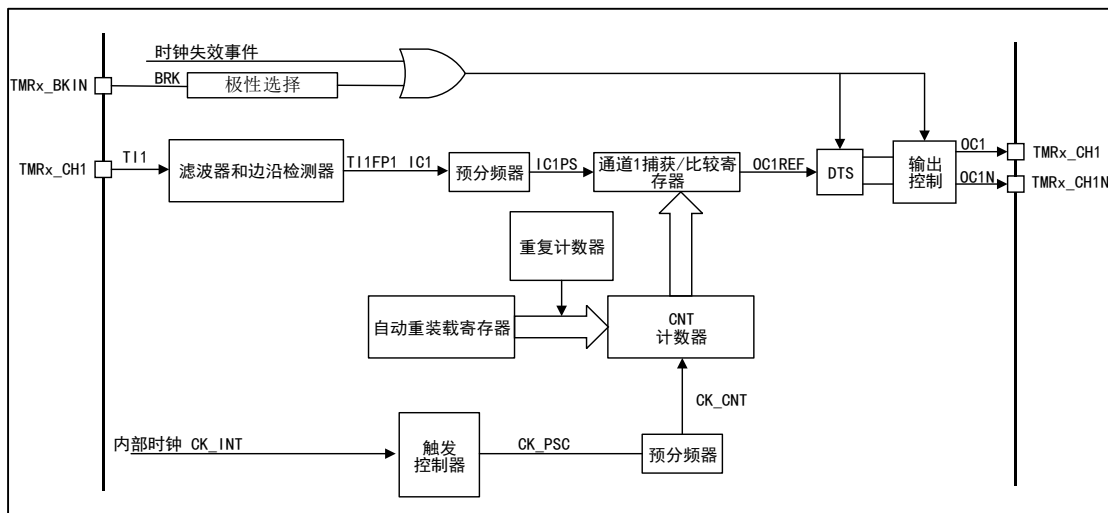 时钟失效事件
TMRx_BKIN
BRK
极性选择
TMRx_CH1
TI1
滤波器和边沿检测器
TI1FP1 IC1
预分频器
IC1PS
通道1捕获/比较寄
存器
OC1REF
DTS
输出
控制
OC1
TMRx_CH1
OC1N
TMRx_CH1N
重复计数器
自动重装载寄存器
CNT
计数器
CK_CNT
内部时钟 CK_INT
触发
控制器
CK_PSC
预分频器